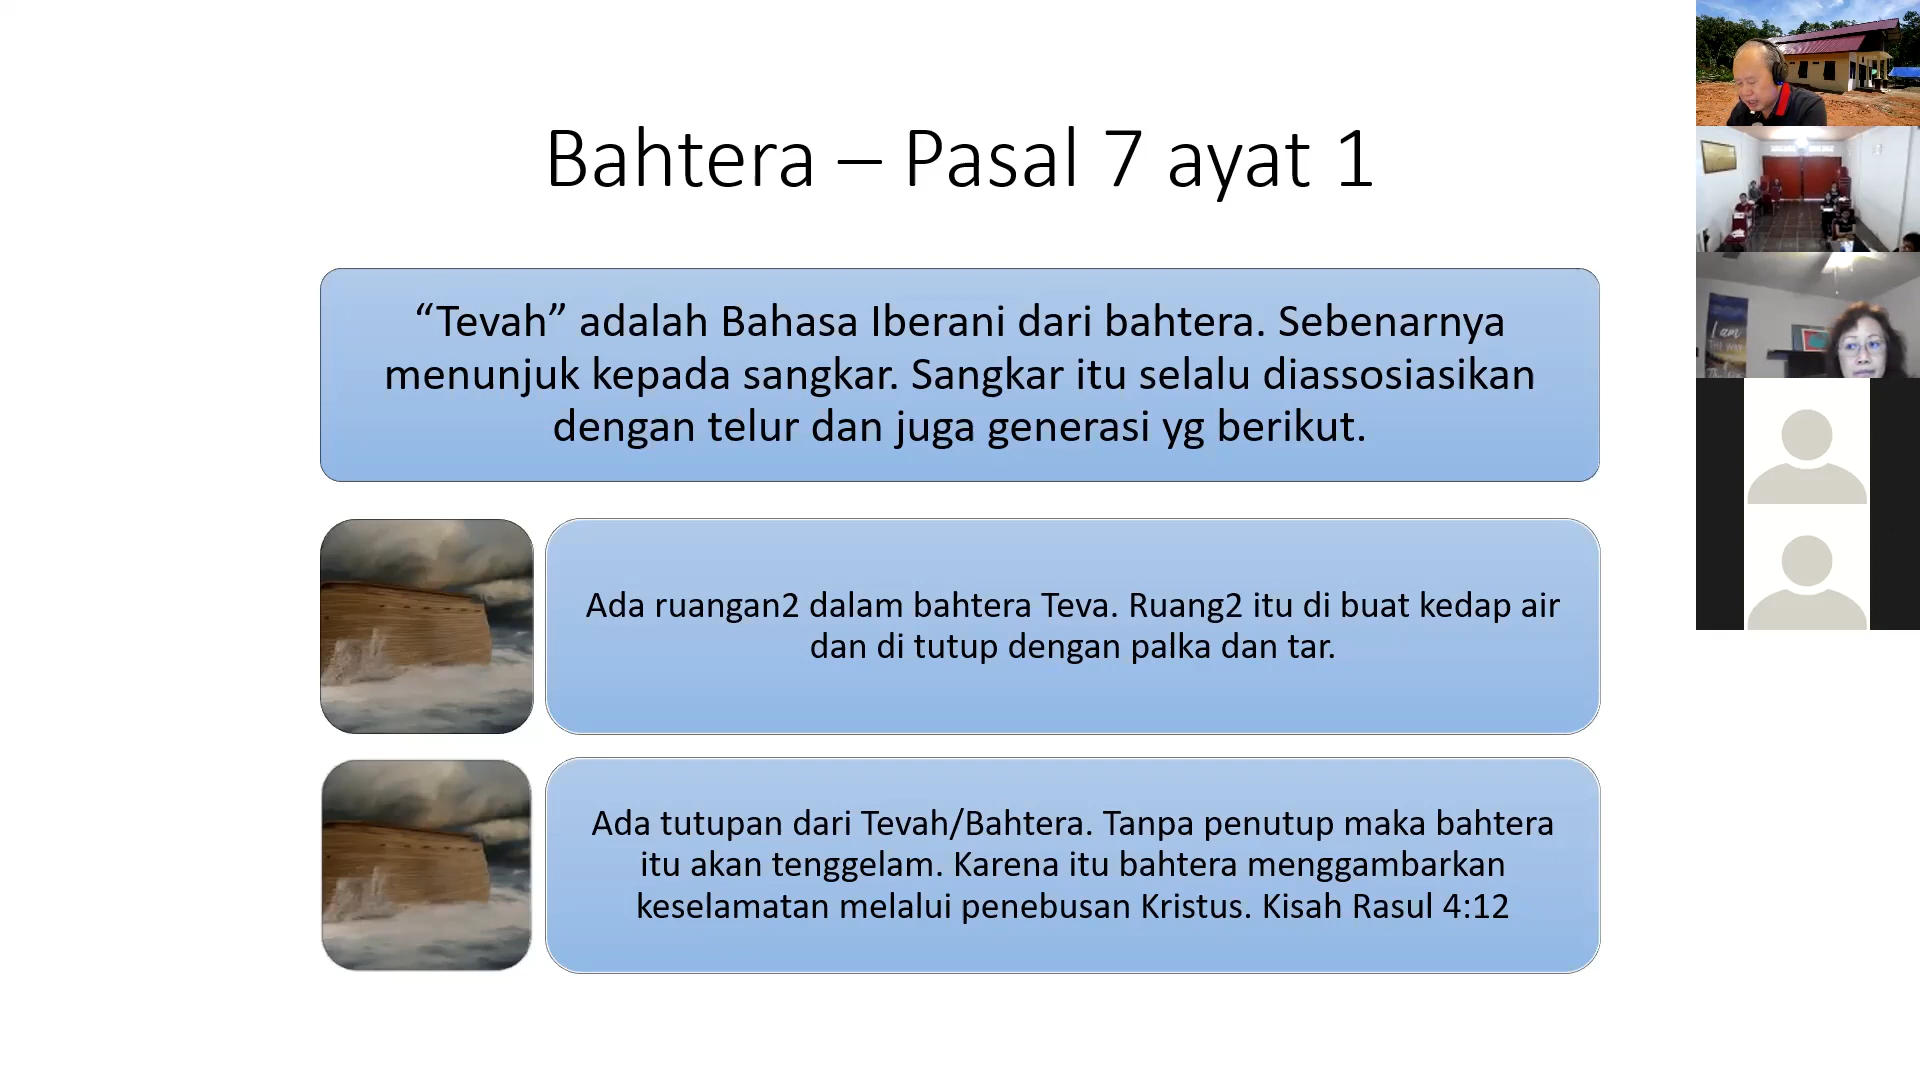 Bahtera – Pasal 7 ayat 1
“Tevah” adalah Bahasa Iberani dari bahtera. Sebenarnya
menunjuk kepada sangkar. Sangkar itu selalu diassosiasikan
dengan telur dan juga generasi yg berikut.
Ada ruangan2 dalam bahtera Teva. Ruang2 itu di buat kedap air
dan di tutup dengan palka dan tar.
Ada tutupan dari Tevah/Bahtera. Tanpa penutup maka bahtera
itu akan tenggelam. Karena itu bahtera menggambarkan
keselamatan melalui penebusan Kristus. Kisah Rasul 4:12
I am
THE WAY